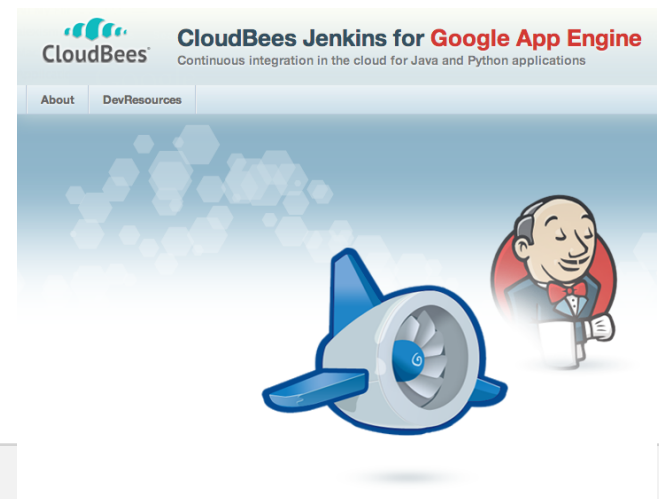 CloudBees
CloudBees Jenkins for Google App Engine
Continuous integration in the cloud for Java and Python applications
About DevResources